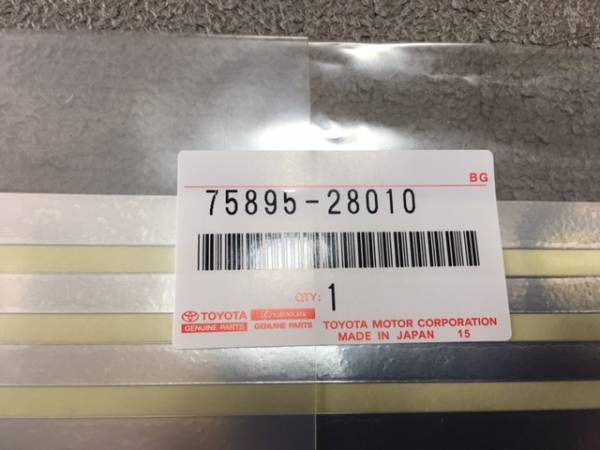 BG
75895-28010
QTY: 1
TOYOTA
GENUINE PARTS
GENUINE PARTS
TOYOTA MOTOR CORPORATION
MADE IN JAPAN 15